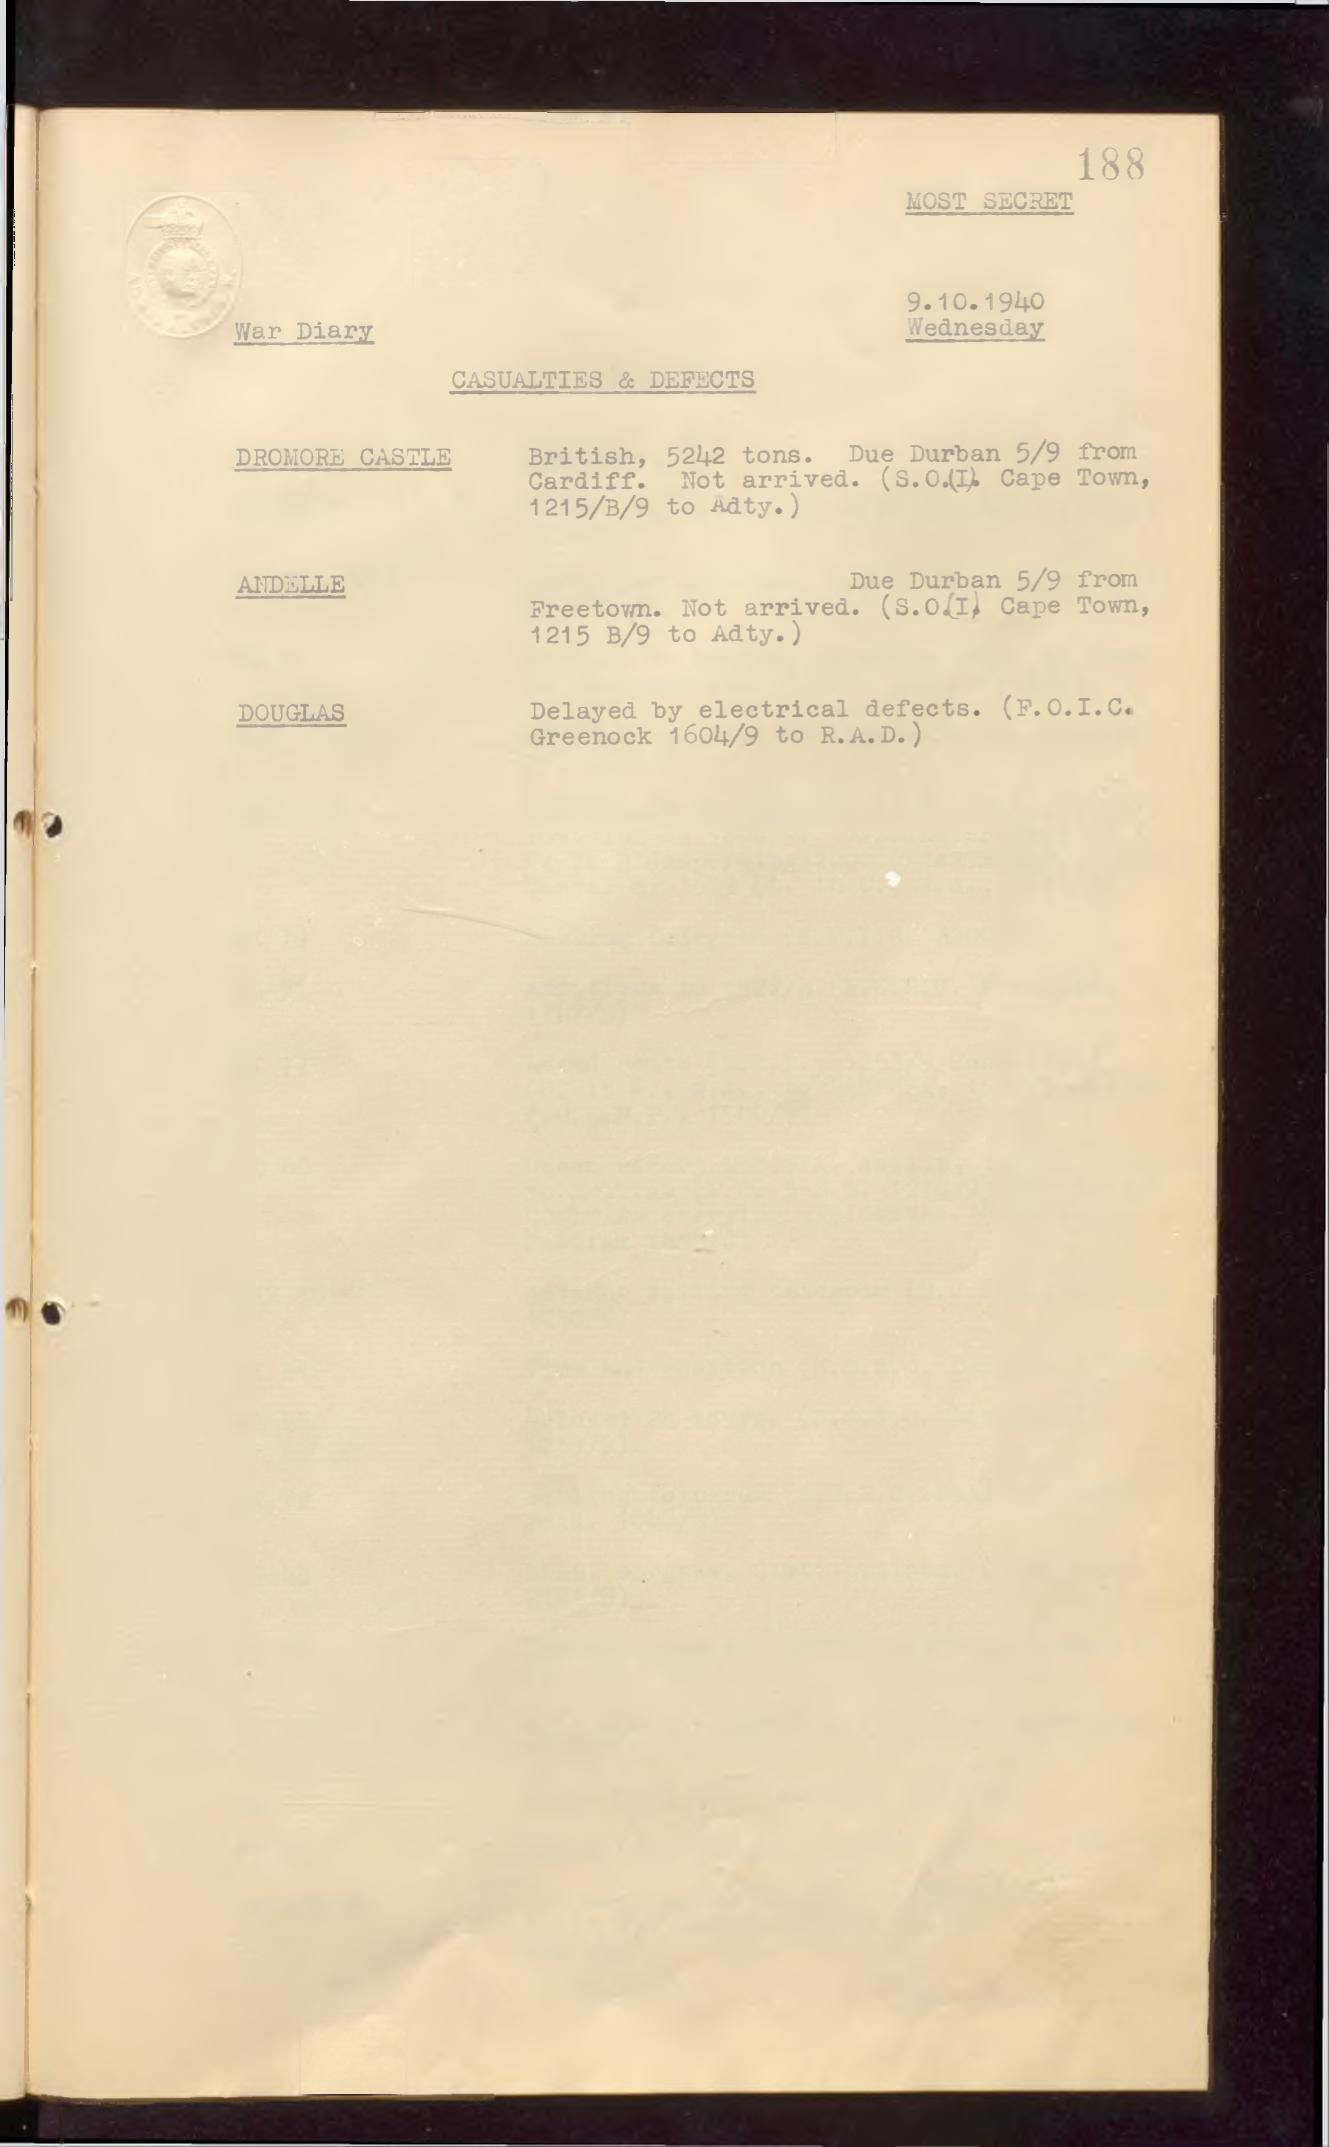 188
MOST SECRET
9.10.1940
War Diary
Wednesday
CASUALTIES & DEFECTS
DROMORE CASTLE British, 5242 tons. Due Durban 5/9 from
Cardiff. Not arrived. (S.O.(I). Cape Town,
1215/B/9 to Adty.)
ANDELLE Due Durban 5/9 from
Freetown. Not arrived. (S.O.(I) Cape Town,
1215 B/9 to Adty.)
DOUGLAS Delayed by electrical defects. (F.O.I.C.
Greenock 1604/9 to R.A.D.)